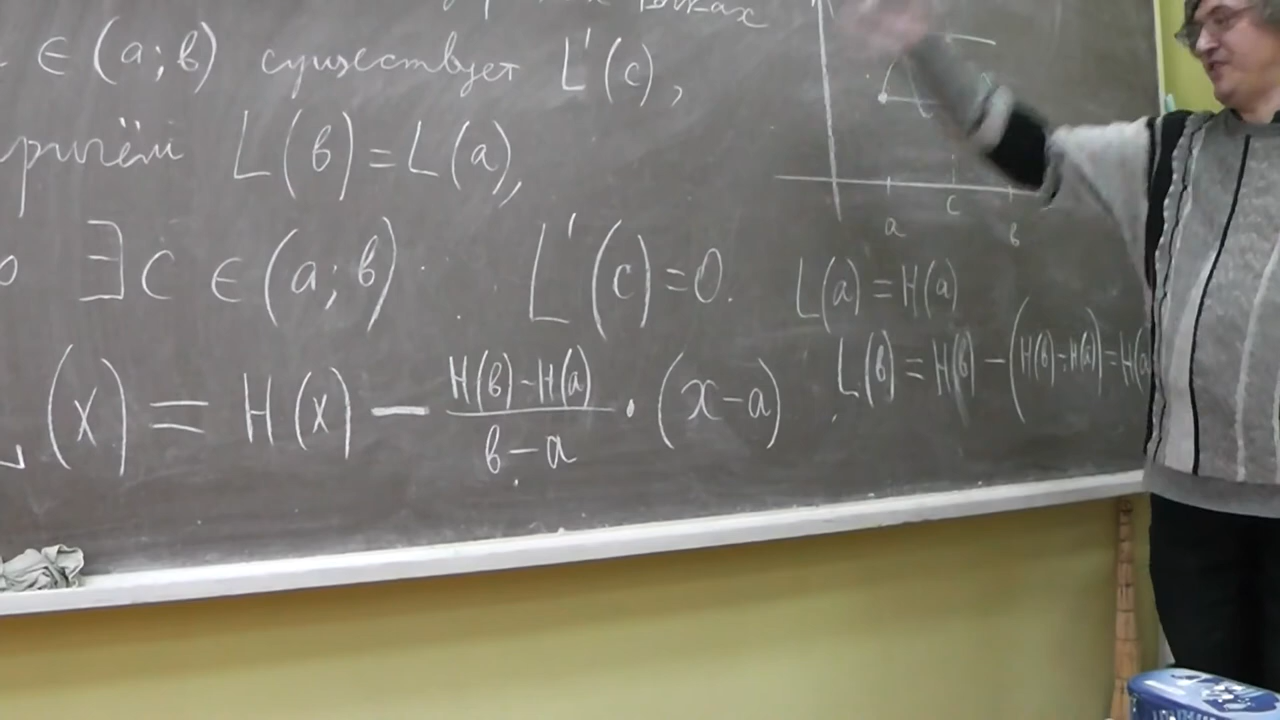 ∈ (a; в) существует L'(c),
причём L(в) = L(a),
∃ c ∈ (a; в) : L'(c) = 0.
(x) = H(x) − (H(в) − H(a))/(в − a) · (x − a)
a c в
L(a) = H(a)
L(в) = H(в) − (H(в) − H(a)) = H(a